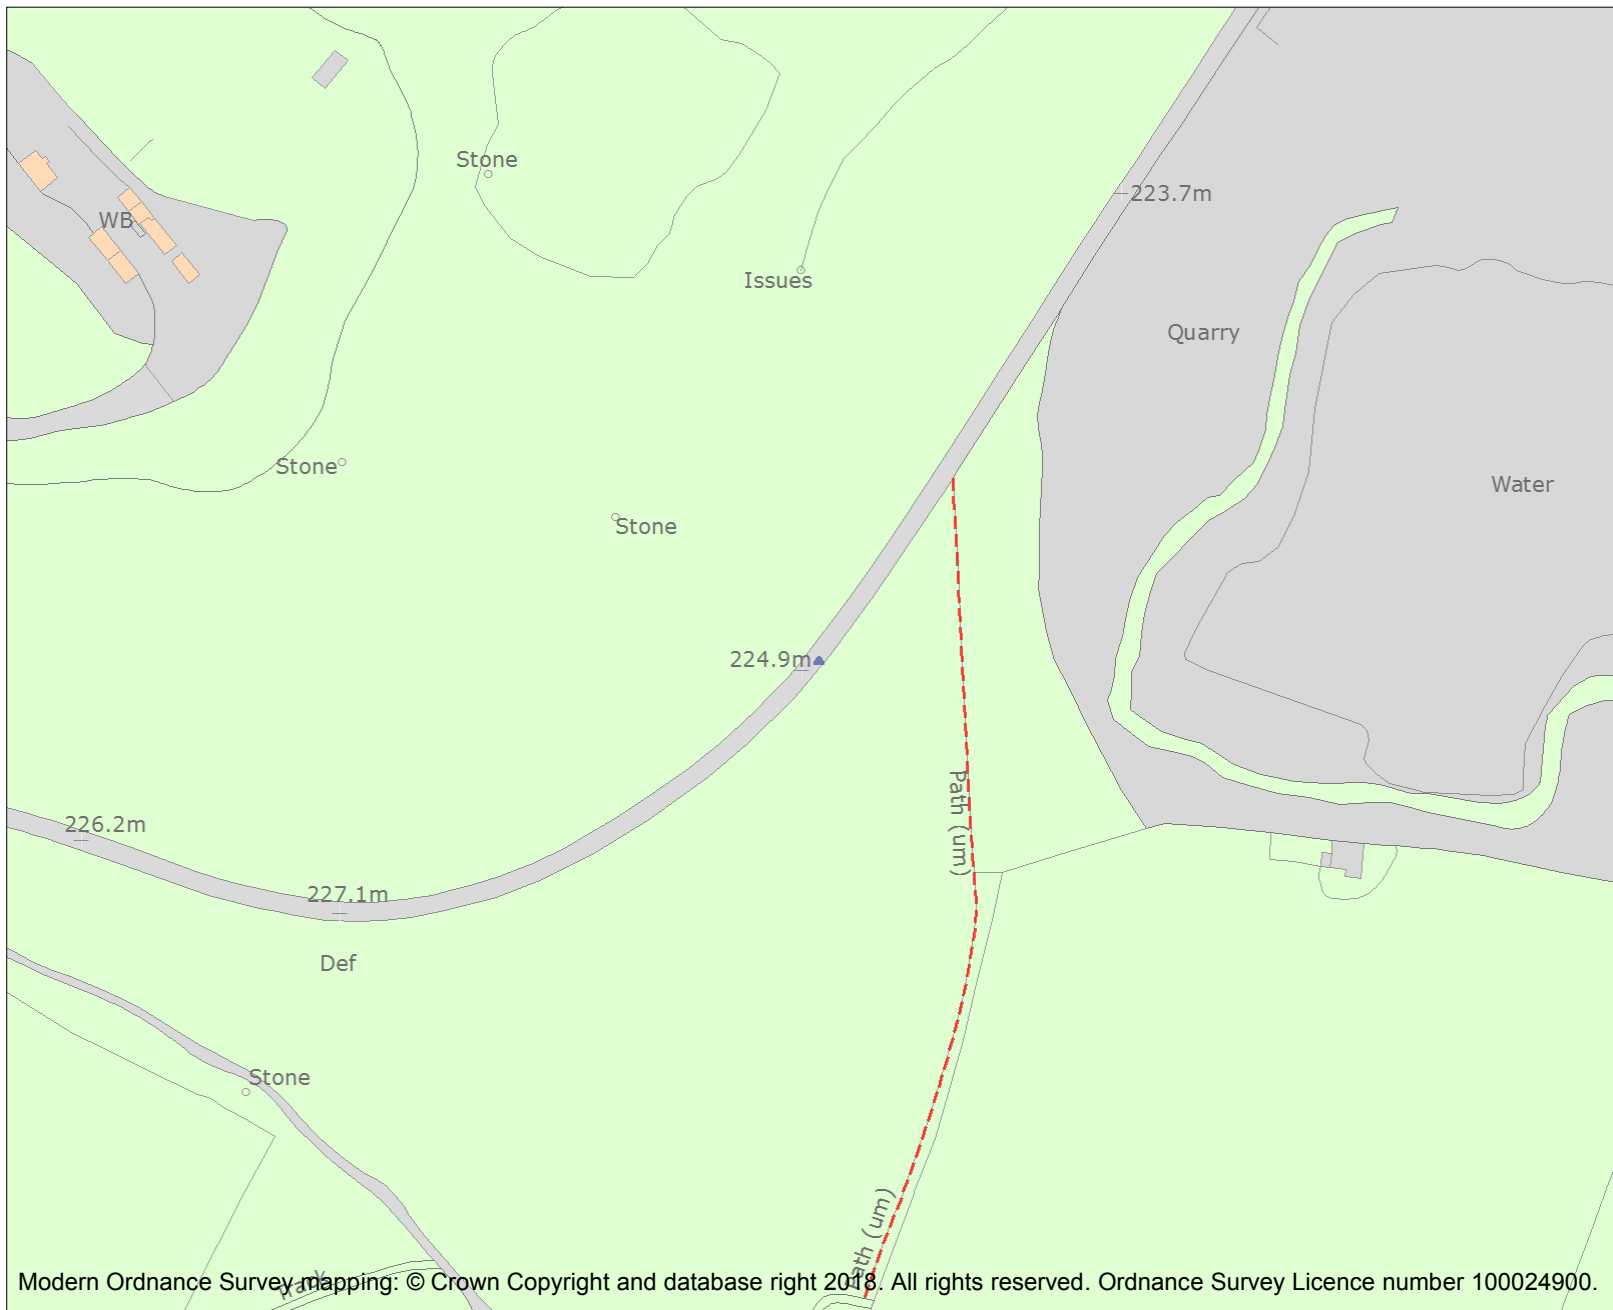 Stone
223.7m
WB
Issues
Quarry
Stone
Water
Stone
224.9m
Path (um)
226.2m
227.1m
Def
Stone
Path (um)
Track
Modern Ordnance Survey mapping: © Crown Copyright and database right 2018. All rights reserved. Ordnance Survey Licence number 100024900.